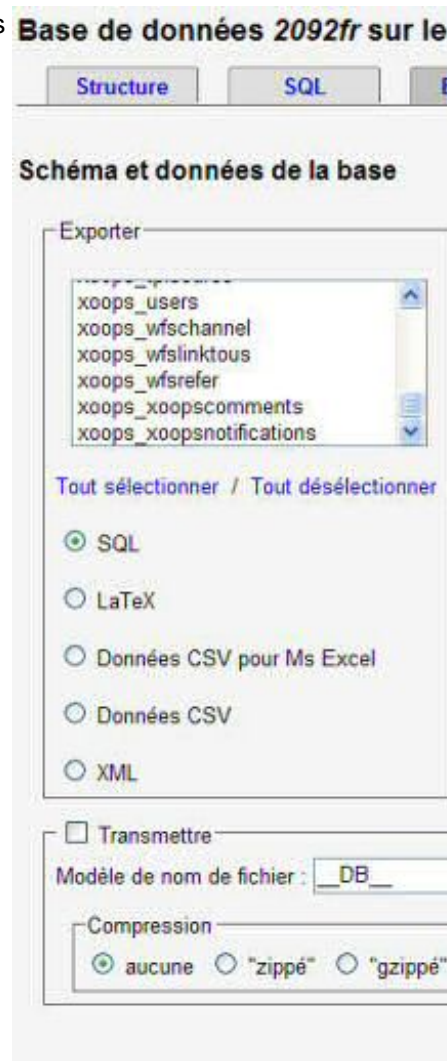 s
Base de données 2092fr sur le
Structure SQL E
Schéma et données de la base
Exporter
xoops_users
xoops_wfschannel
xoops_wfslinktous
xoops_wfsrefer
xoops_xoopscomments
xoops_xoopsnotifications
Tout sélectionner / Tout désélectionner
SQL
LaTeX
Données CSV pour Ms Excel
Données CSV
XML
Transmettre
Modèle de nom de fichier : __DB__
Compression
aucune "zippé" "gzippé"